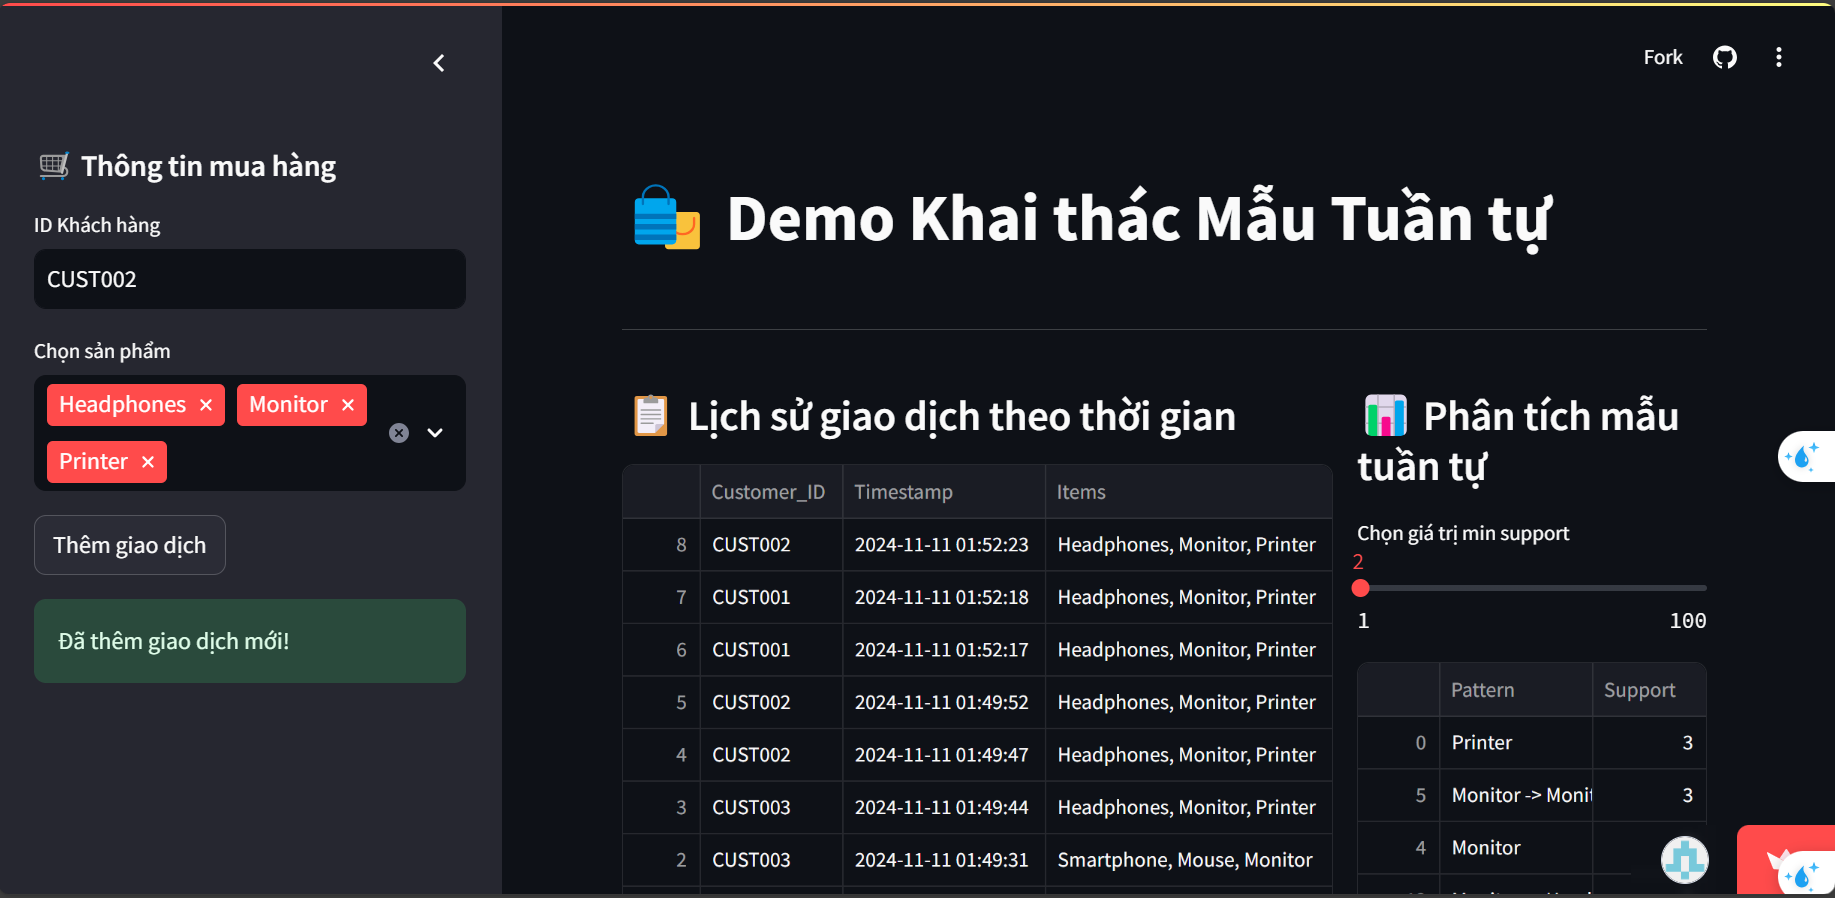 Fork
Thông tin mua hàng
ID Khách hàng
CUST002
Chọn sản phẩm
Headphones
Monitor
Printer
Thêm giao dịch
Đã thêm giao dịch mới!
Demo Khai thác Mẫu Tuần tự
Lịch sử giao dịch theo thời gian
Customer_ID Timestamp Items
8 CUST002 2024-11-11 01:52:23 Headphones, Monitor, Printer
7 CUST001 2024-11-11 01:52:18 Headphones, Monitor, Printer
6 CUST001 2024-11-11 01:52:17 Headphones, Monitor, Printer
5 CUST002 2024-11-11 01:49:52 Headphones, Monitor, Printer
4 CUST002 2024-11-11 01:49:47 Headphones, Monitor, Printer
3 CUST003 2024-11-11 01:49:44 Headphones, Monitor, Printer
2 CUST003 2024-11-11 01:49:31 Smartphone, Mouse, Monitor
Phân tích mẫu
tuần tự
Chọn giá trị min support
2
1 100
Pattern Support
0 Printer 3
5 Monitor -> Monit 3
4 Monitor